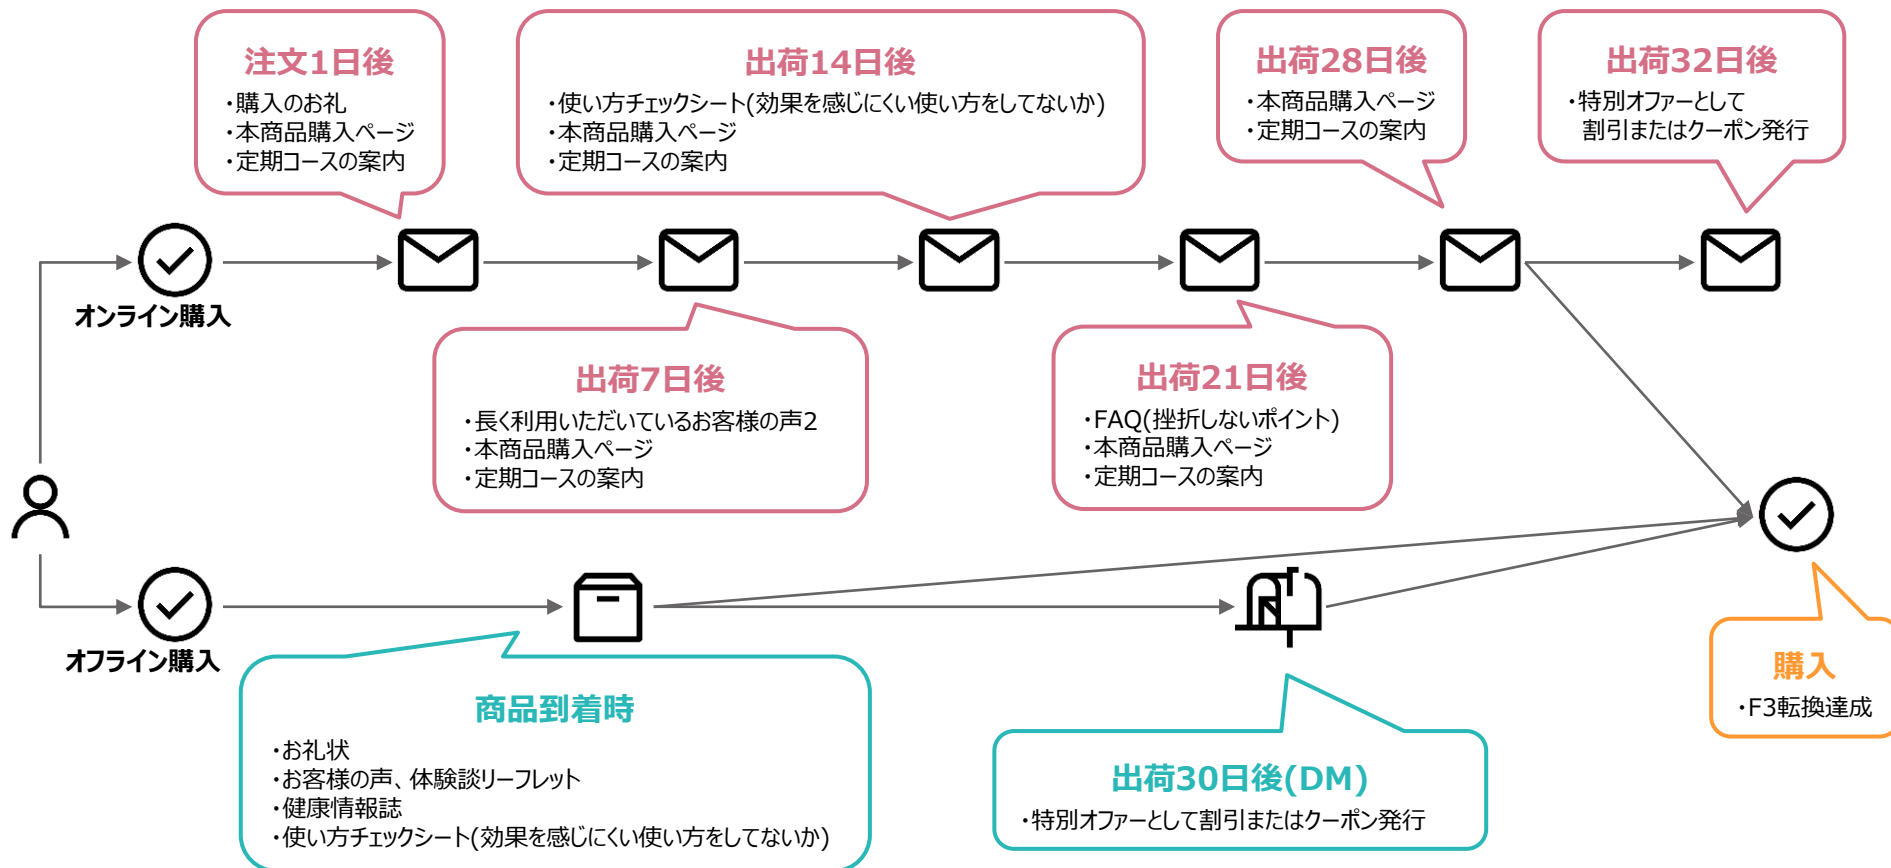 注文1日後
・購入のお礼
・本商品購入ページ
・定期コースの案内
出荷14日後
・使い方チェックシート(効果を感じにくい使い方をしてないか)
・本商品購入ページ
・定期コースの案内
出荷28日後
・本商品購入ページ
・定期コースの案内
出荷32日後
・特別オファーとして
割引またはクーポン発行
オンライン購入
出荷7日後
・長く利用いただいているお客様の声2
・本商品購入ページ
・定期コースの案内
出荷21日後
・FAQ(挫折しないポイント)
・本商品購入ページ
・定期コースの案内
オフライン購入
商品到着時
・お礼状
・お客様の声、体験談リーフレット
・健康情報誌
・使い方チェックシート(効果を感じにくい使い方をしてないか)
出荷30日後(DM)
・特別オファーとして割引またはクーポン発行
購入
・F3転換達成